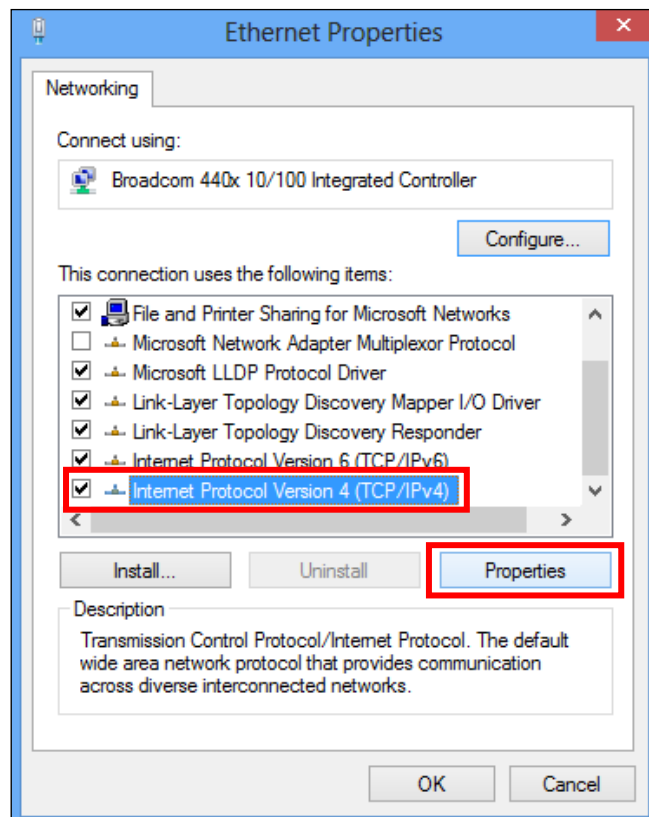 Ethernet Properties
Networking
Connect using:
Broadcom 440x 10/100 Integrated Controller
Configure...
This connection uses the following items:
File and Printer Sharing for Microsoft Networks
Microsoft Network Adapter Multiplexor Protocol
Microsoft LLDP Protocol Driver
Link-Layer Topology Discovery Mapper I/O Driver
Link-Layer Topology Discovery Responder
Internet Protocol Version 6 (TCP/IPv6)
Internet Protocol Version 4 (TCP/IPv4)
Install...
Uninstall
Properties
Description
Transmission Control Protocol/Internet Protocol. The default
wide area network protocol that provides communication
across diverse interconnected networks.
OK
Cancel